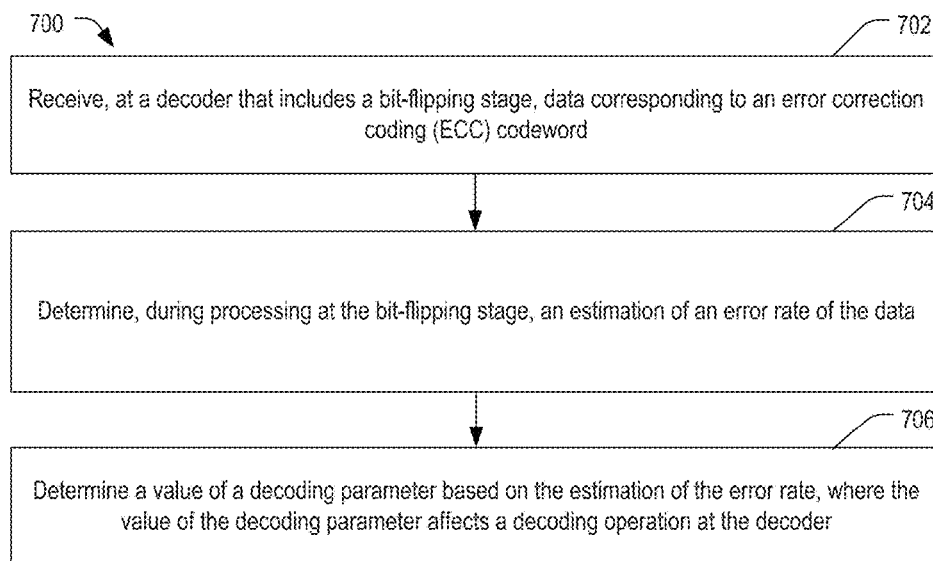 700
702
Receive, at a decoder that includes a bit-flipping stage, data corresponding to an error correction
coding (ECC) codeword
704
Determine, during processing at the bit-flipping stage, an estimation of an error rate of the data
706
Determine a value of a decoding parameter based on the estimation of the error rate, where the
value of the decoding parameter affects a decoding operation at the decoder